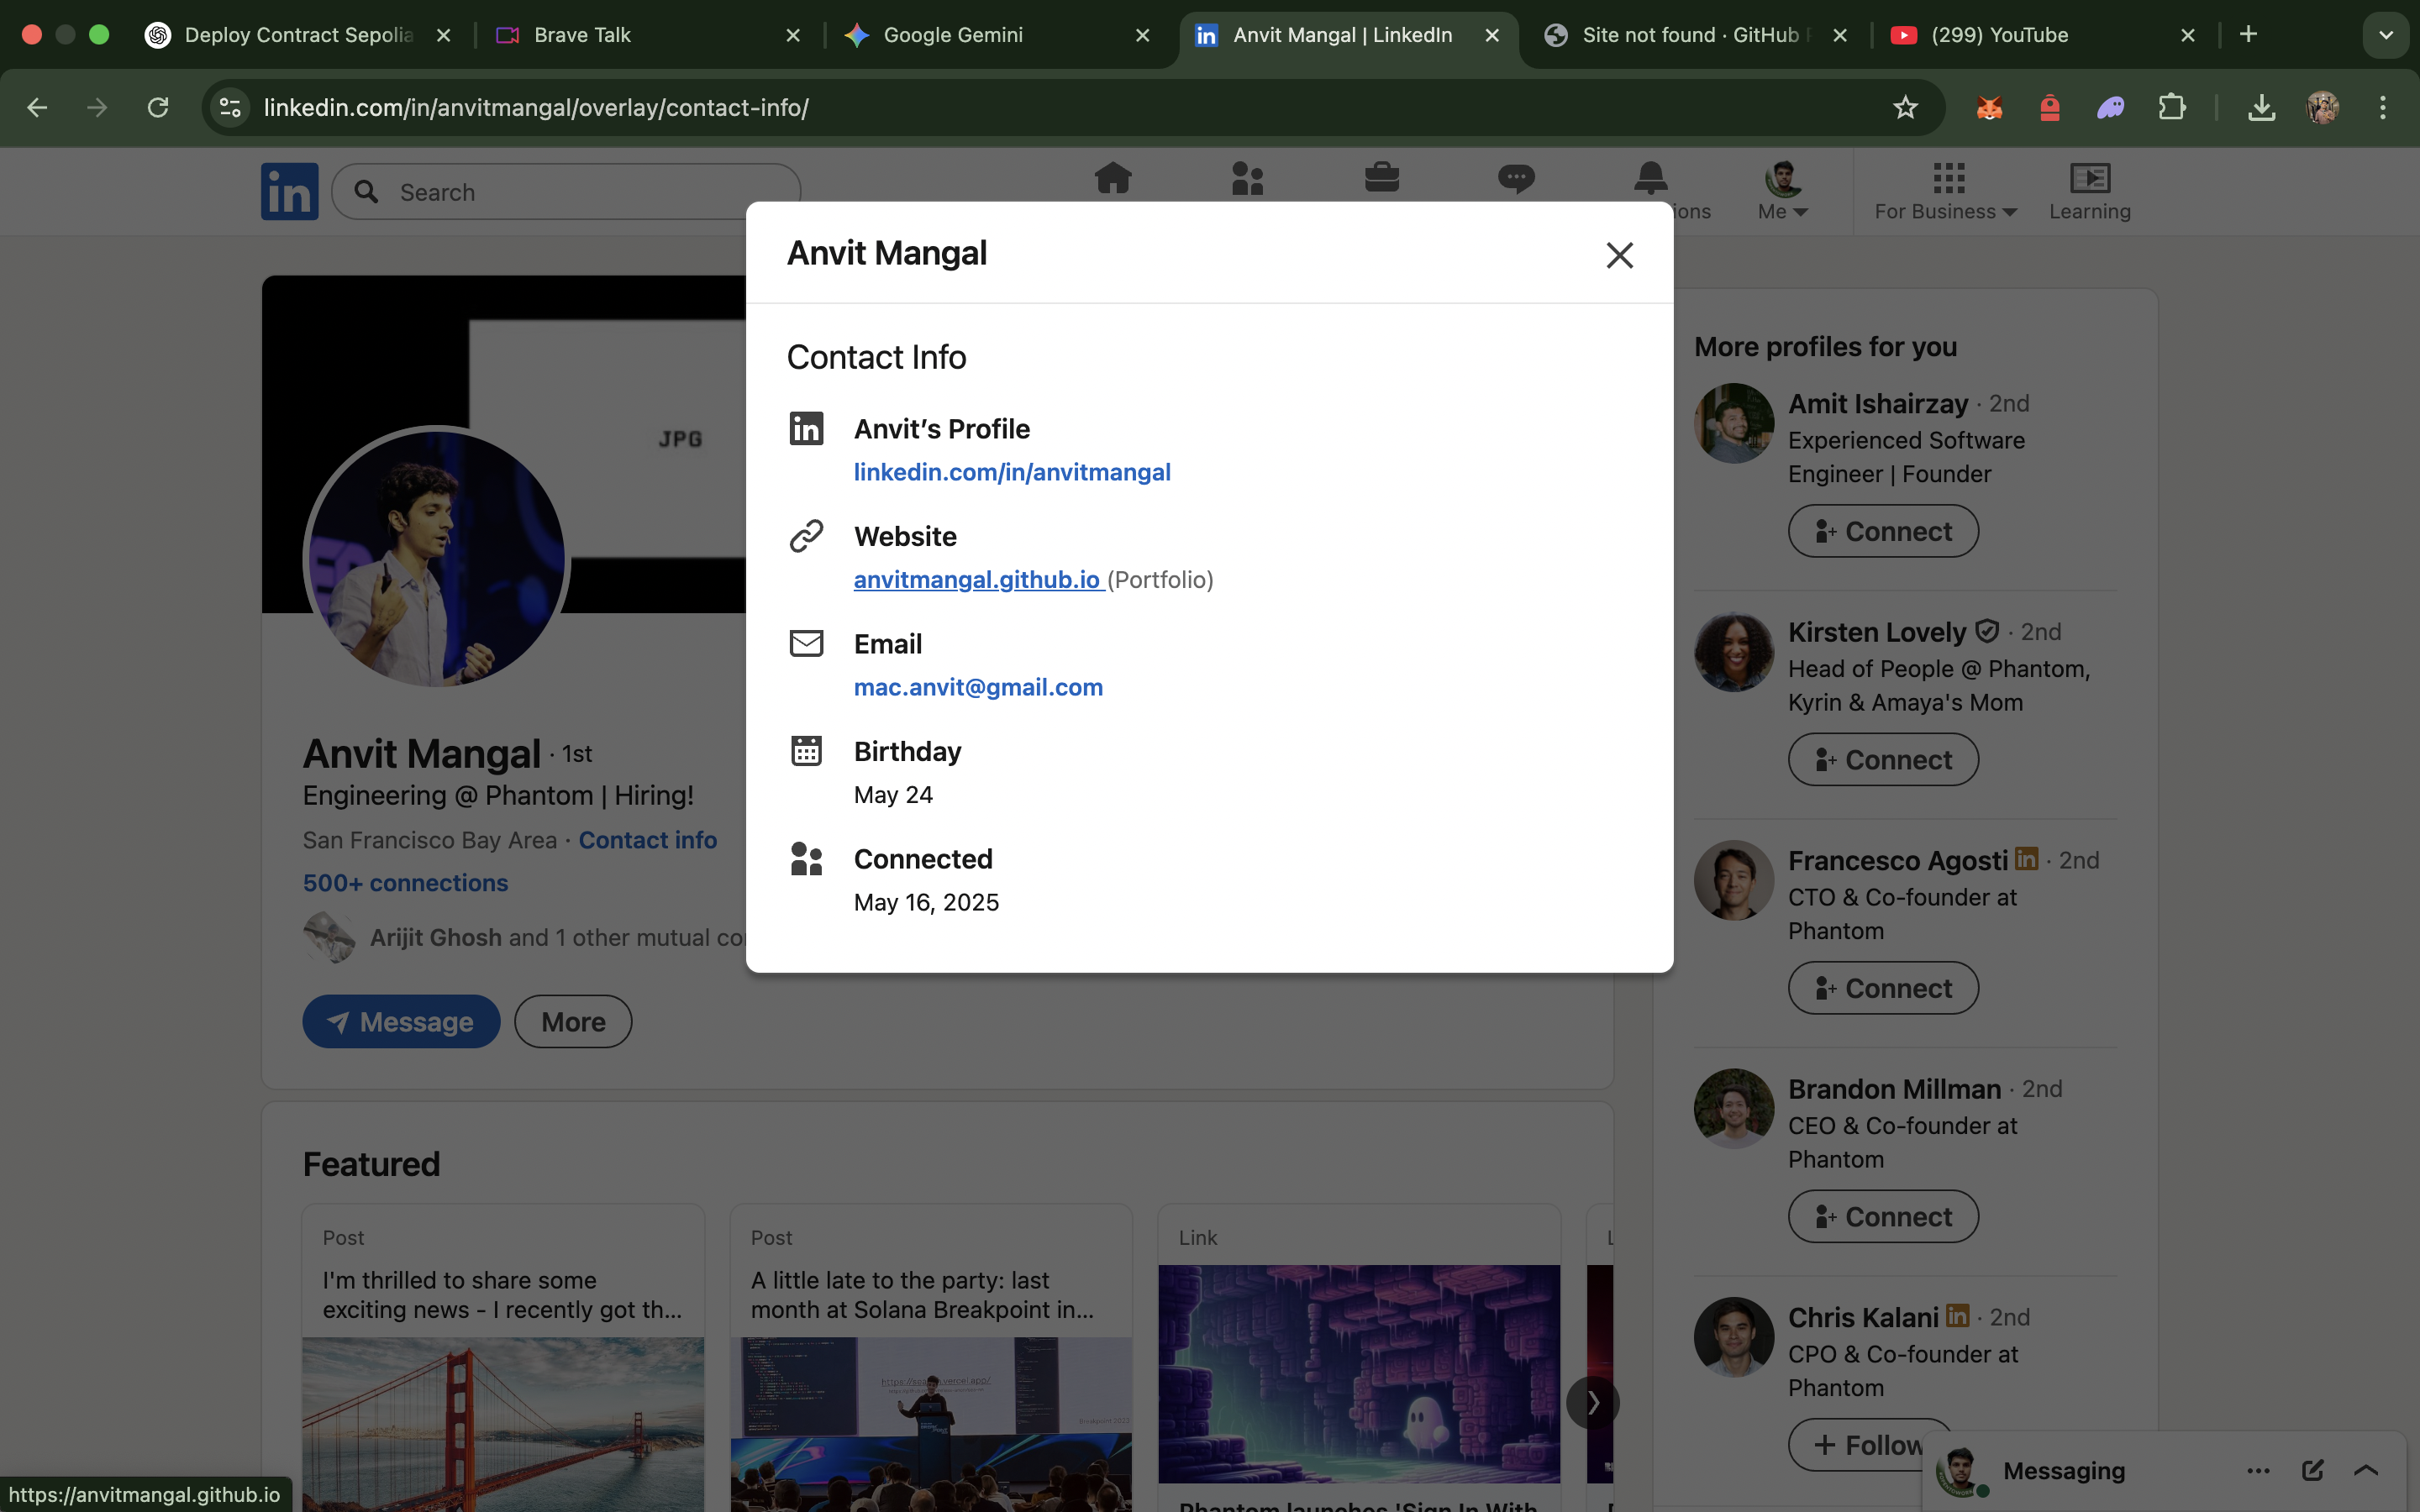 Deploy Contract Sepolia
Brave Talk
Google Gemini
Anvit Mangal | LinkedIn
Site not found · GitHub P
(299) YouTube
linkedin.com/in/anvitmangal/overlay/contact-info/
in
Search
ions
Me
For Business
Learning
Anvit Mangal
Contact Info
Anvit’s Profile
linkedin.com/in/anvitmangal
Website
anvitmangal.github.io (Portfolio)
Email
mac.anvit@gmail.com
Birthday
May 24
Connected
May 16, 2025
JPG
Anvit Mangal · 1st
Engineering @ Phantom | Hiring!
San Francisco Bay Area · Contact info
500+ connections
Arijit Ghosh and 1 other mutual co
Message
More
Featured
Post
I'm thrilled to share some
exciting news - I recently got th...
Post
A little late to the party: last
month at Solana Breakpoint in...
Link
Phantom launches 'Sign In With
More profiles for you
Amit Ishairzay · 2nd
Experienced Software
Engineer | Founder
Connect
Kirsten Lovely · 2nd
Head of People @ Phantom,
Kyrin & Amaya's Mom
Connect
Francesco Agosti in · 2nd
CTO & Co-founder at
Phantom
Connect
Brandon Millman · 2nd
CEO & Co-founder at
Phantom
Connect
Chris Kalani in · 2nd
CPO & Co-founder at
Phantom
+ Follow
Messaging
https://anvitmangal.github.io